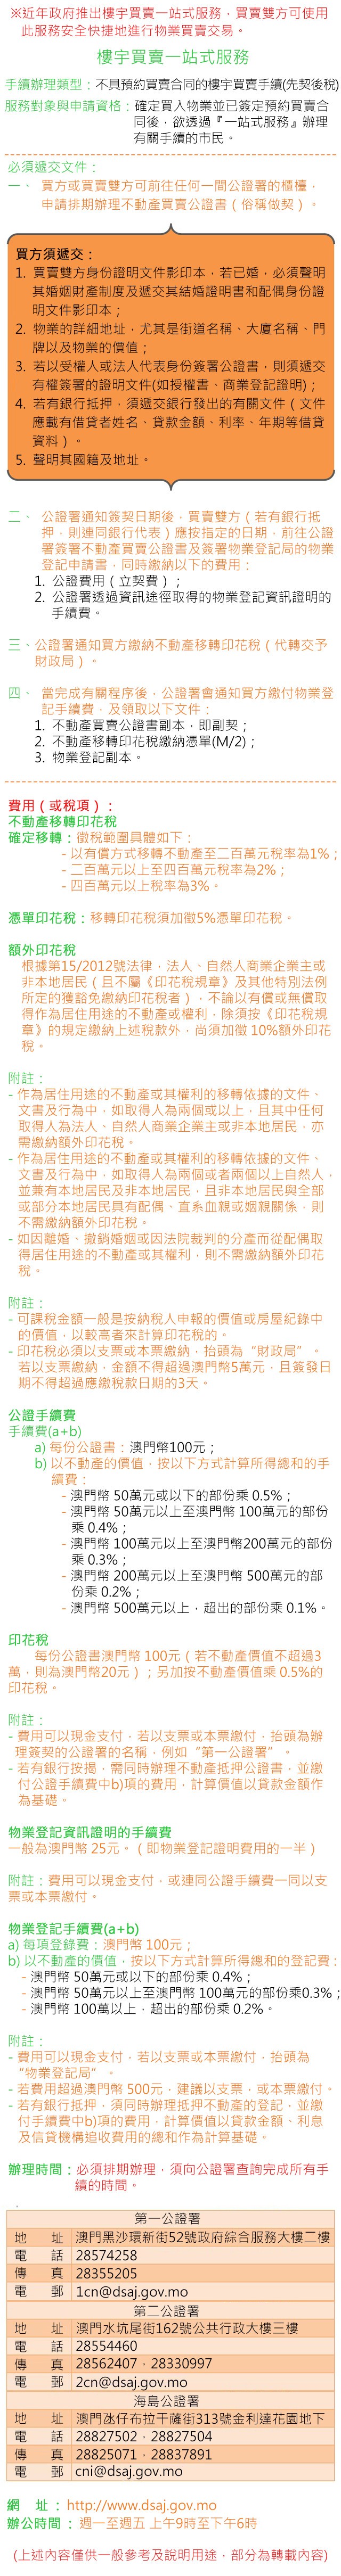 ※近年政府推出樓宇買賣一站式服務，買賣雙方可使用
此服務安全快捷地進行物業買賣交易。
樓宇買賣一站式服務
手續辦理類型：不具預約買賣合同的樓宇買賣手續(先契後稅)
服務對象與申請資格：確定買入物業並已簽定預約買賣合
同後，欲透過『一站式服務』辦理
有關手續的市民。
必須遞交文件：
一、 買方或買賣雙方可前往任何一間公證署的櫃檯，
申請排期辦理不動產買賣公證書（俗稱做契）。
買方須遞交：
1. 買賣雙方身份證明文件影印本，若已婚，必須聲明
其婚姻財產制度及遞交其結婚證明書和配偶身份證
明文件影印本；
2. 物業的詳細地址，尤其是街道名稱、大廈名稱、門
牌以及物業的價值；
3. 若以受權人或法人代表身份簽署公證書，則須遞交
有權簽署的證明文件(如授權書、商業登記證明)；
4. 若有銀行抵押，須遞交銀行發出的有關文件（文件
應載有借貸者姓名、貸款金額、利率、年期等借貸
資料）。
5. 聲明其國籍及地址。
二、 公證署通知簽契日期後，買賣雙方（若有銀行抵
押，則連同銀行代表）應按指定的日期，前往公證
署簽署不動產買賣公證書及簽署物業登記局的物業
登記申請書，同時繳納以下的費用：
1. 公證費用（立契費）；
2. 公證署透過資訊途徑取得的物業登記資訊證明的
手續費。
三、公證署通知買方繳納不動產移轉印花稅（代轉交予
財政局）。
四、 當完成有關程序後，公證署會通知買方繳付物業登
記手續費，及領取以下文件：
1. 不動產買賣公證書副本，即副契；
2. 不動產移轉印花稅繳納憑單(M/2)；
3. 物業登記副本。
費用（或稅項）：
不動產移轉印花稅
確定移轉：徵稅範圍具體如下：
- 以有償方式移轉不動產至二百萬元稅率為1%；
- 二百萬元以上至四百萬元稅率為2%；
- 四百萬元以上稅率為3%。
憑單印花稅：移轉印花稅須加徵5%憑單印花稅。
額外印花稅
根據第15/2012號法律，法人、自然人商業企業主或
非本地居民（且不屬《印花稅規章》及其他特別法例
所定的獲豁免繳納印花稅者），不論以有償或無償取
得作為居住用途的不動產或權利，除須按《印花稅規
章》的規定繳納上述稅款外，尚須加徵 10%額外印花
稅。
附註：
- 作為居住用途的不動產或其權利的移轉依據的文件、
文書及行為中，如取得人為兩個或以上，且其中任何
取得人為法人、自然人商業企業主或非本地居民，亦
需繳納額外印花稅。
- 作為居住用途的不動產或其權利的移轉依據的文件、
文書及行為中，如取得人為兩個或者兩個以上自然人，
並兼有本地居民及非本地居民，且非本地居民與全部
或部分本地居民具有配偶、直系血親或姻親關係，則
不需繳納額外印花稅。
- 如因離婚、撤銷婚姻或因法院裁判的分產而從配偶取
得居住用途的不動產或其權利，則不需繳納額外印花
稅。
附註：
- 可課稅金額一般是按納稅人申報的價值或房屋紀錄中
的價值，以較高者來計算印花稅的。
- 印花稅必須以支票或本票繳納，抬頭為“財政局”。
若以支票繳納，金額不得超過澳門幣5萬元，且簽發日
期不得超過應繳稅款日期的3天。
公證手續費
手續費(a+b)
a) 每份公證書：澳門幣100元；
b) 以不動產的價值，按以下方式計算所得總和的手
續費：
- 澳門幣 50萬元或以下的部份乘 0.5%；
- 澳門幣 50萬元以上至澳門幣 100萬元的部份
乘 0.4%；
- 澳門幣 100萬元以上至澳門幣200萬元的部份
乘 0.3%；
- 澳門幣 200萬元以上至澳門幣 500萬元的部
份乘 0.2%；
- 澳門幣 500萬元以上，超出的部份乘 0.1%。
印花稅
每份公證書澳門幣 100元（若不動產價值不超過3
萬，則為澳門幣20元）；另加按不動產價值乘 0.5%的
印花稅。
附註：
- 費用可以現金支付，若以支票或本票繳付，抬頭為辦
理簽契的公證署的名稱，例如“第一公證署”。
- 若有銀行按揭，需同時辦理不動產抵押公證書，並繳
付公證手續費中b)項的費用，計算價值以貸款金額作
為基礎。
物業登記資訊證明的手續費
一般為澳門幣 25元。（即物業登記證明費用的一半）
附註：費用可以現金支付，或連同公證手續費一同以支
票或本票繳付。
物業登記手續費(a+b)
a) 每項登錄費：澳門幣 100元；
b) 以不動產的價值，按以下方式計算所得總和的登記費：
- 澳門幣 50萬元或以下的部份乘 0.4%；
- 澳門幣 50萬元以上至澳門幣 100萬元的部份乘0.3%；
- 澳門幣 100萬以上，超出的部份乘 0.2%。
附註：
- 費用可以現金支付，若以支票或本票繳付，抬頭為
“物業登記局”。
- 若費用超過澳門幣 500元，建議以支票，或本票繳付。
- 若有銀行抵押，須同時辦理抵押不動產的登記，並繳
付手續費中b)項的費用，計算價值以貸款金額、利息
及信貸機構追收費用的總和作為計算基礎。
辦理時間：必須排期辦理，須向公證署查詢完成所有手
續的時間。
第一公證署
地 址 澳門黑沙環新街52號政府綜合服務大樓二樓
電 話 28574258
傳 真 28355205
電 郵 1cn@dsaj.gov.mo
第二公證署
地 址 澳門水坑尾街162號公共行政大樓三樓
電 話 28554460
傳 真 28562407，28330997
電 郵 2cn@dsaj.gov.mo
海島公證署
地 址 澳門氹仔布拉干薩街313號金利達花園地下
電 話 28827502，28827504
傳 真 28825071，28837891
電 郵 cni@dsaj.gov.mo
網 址：http://www.dsaj.gov.mo
辦公時間：週一至週五 上午9時至下午6時
(上述內容僅供一般參考及說明用途，部分為轉載內容)